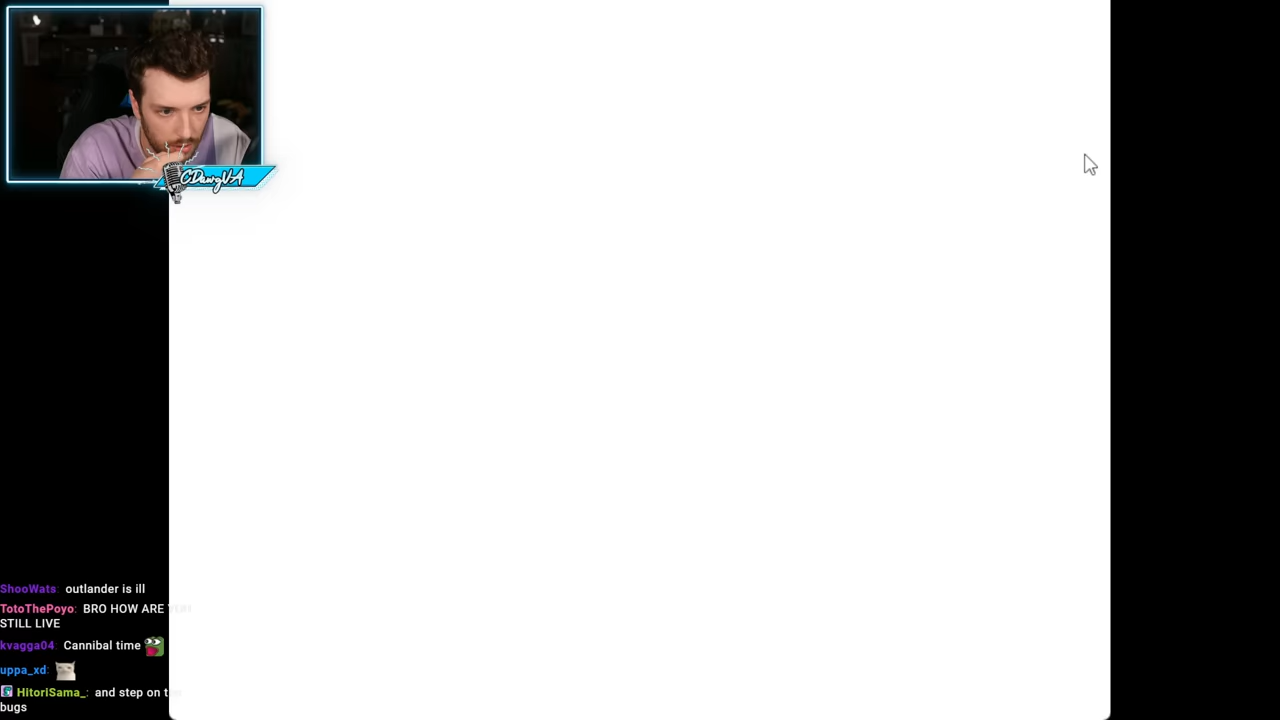 CDawgVA
ShooWats: outlander is ill
TotoThePoyo: BRO HOW ARE
STILL LIVE
kvagga04: Cannibal time
uppa_xd:
HitoriSama_: and step on
bugs